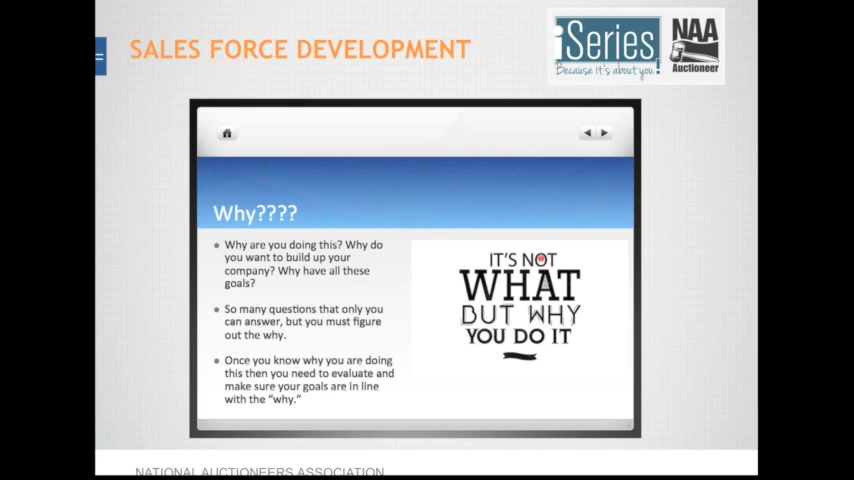 SALES FORCE DEVELOPMENT
iSeries
Because it's about you!
NAA
Auctioneer
Why????
Why are you doing this? Why do
you want to build up your
company? Why have all these
goals?
So many questions that only you
can answer, but you must figure
out the why.
Once you know why you are doing
this then you need to evaluate and
make sure your goals are in line
with the “why.”
IT'S NOT
WHAT
BUT WHY
YOU DO IT
NATIONAL AUCTIONEERS ASSOCIATION